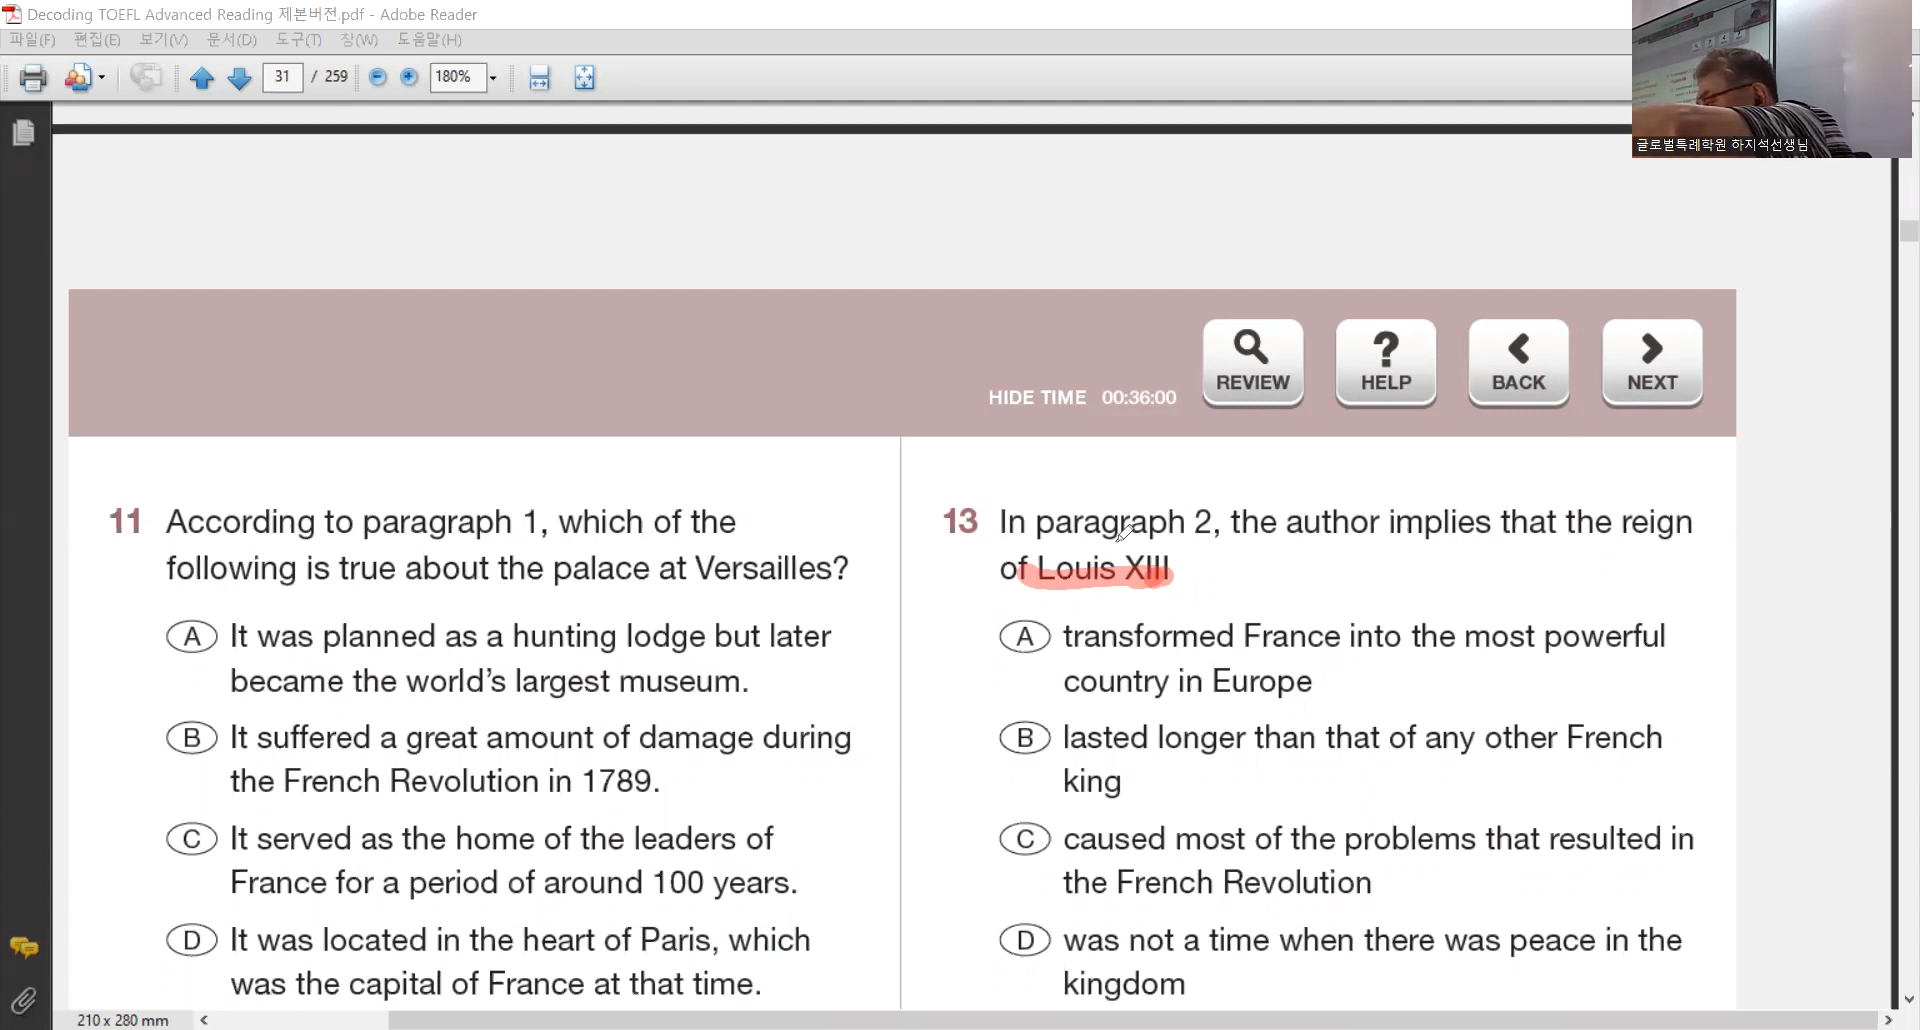 Decoding TOEFL Advanced Reading 제본버전.pdf - Adobe Reader
파일(F) 편집(E) 보기(V) 문서(D) 도구(T) 창(W) 도움말(H)
31 / 259 180%
글로벌특례학원 하지석선생님
HIDE TIME 00:36:00
REVIEW
HELP
BACK
NEXT
11 According to paragraph 1, which of the
following is true about the palace at Versailles?
A It was planned as a hunting lodge but later
became the world's largest museum.
B It suffered a great amount of damage during
the French Revolution in 1789.
C It served as the home of the leaders of
France for a period of around 100 years.
D It was located in the heart of Paris, which
was the capital of France at that time.
13 In paragraph 2, the author implies that the reign
of Louis XIII
A transformed France into the most powerful
country in Europe
B lasted longer than that of any other French
king
C caused most of the problems that resulted in
the French Revolution
D was not a time when there was peace in the
kingdom
210 x 280 mm